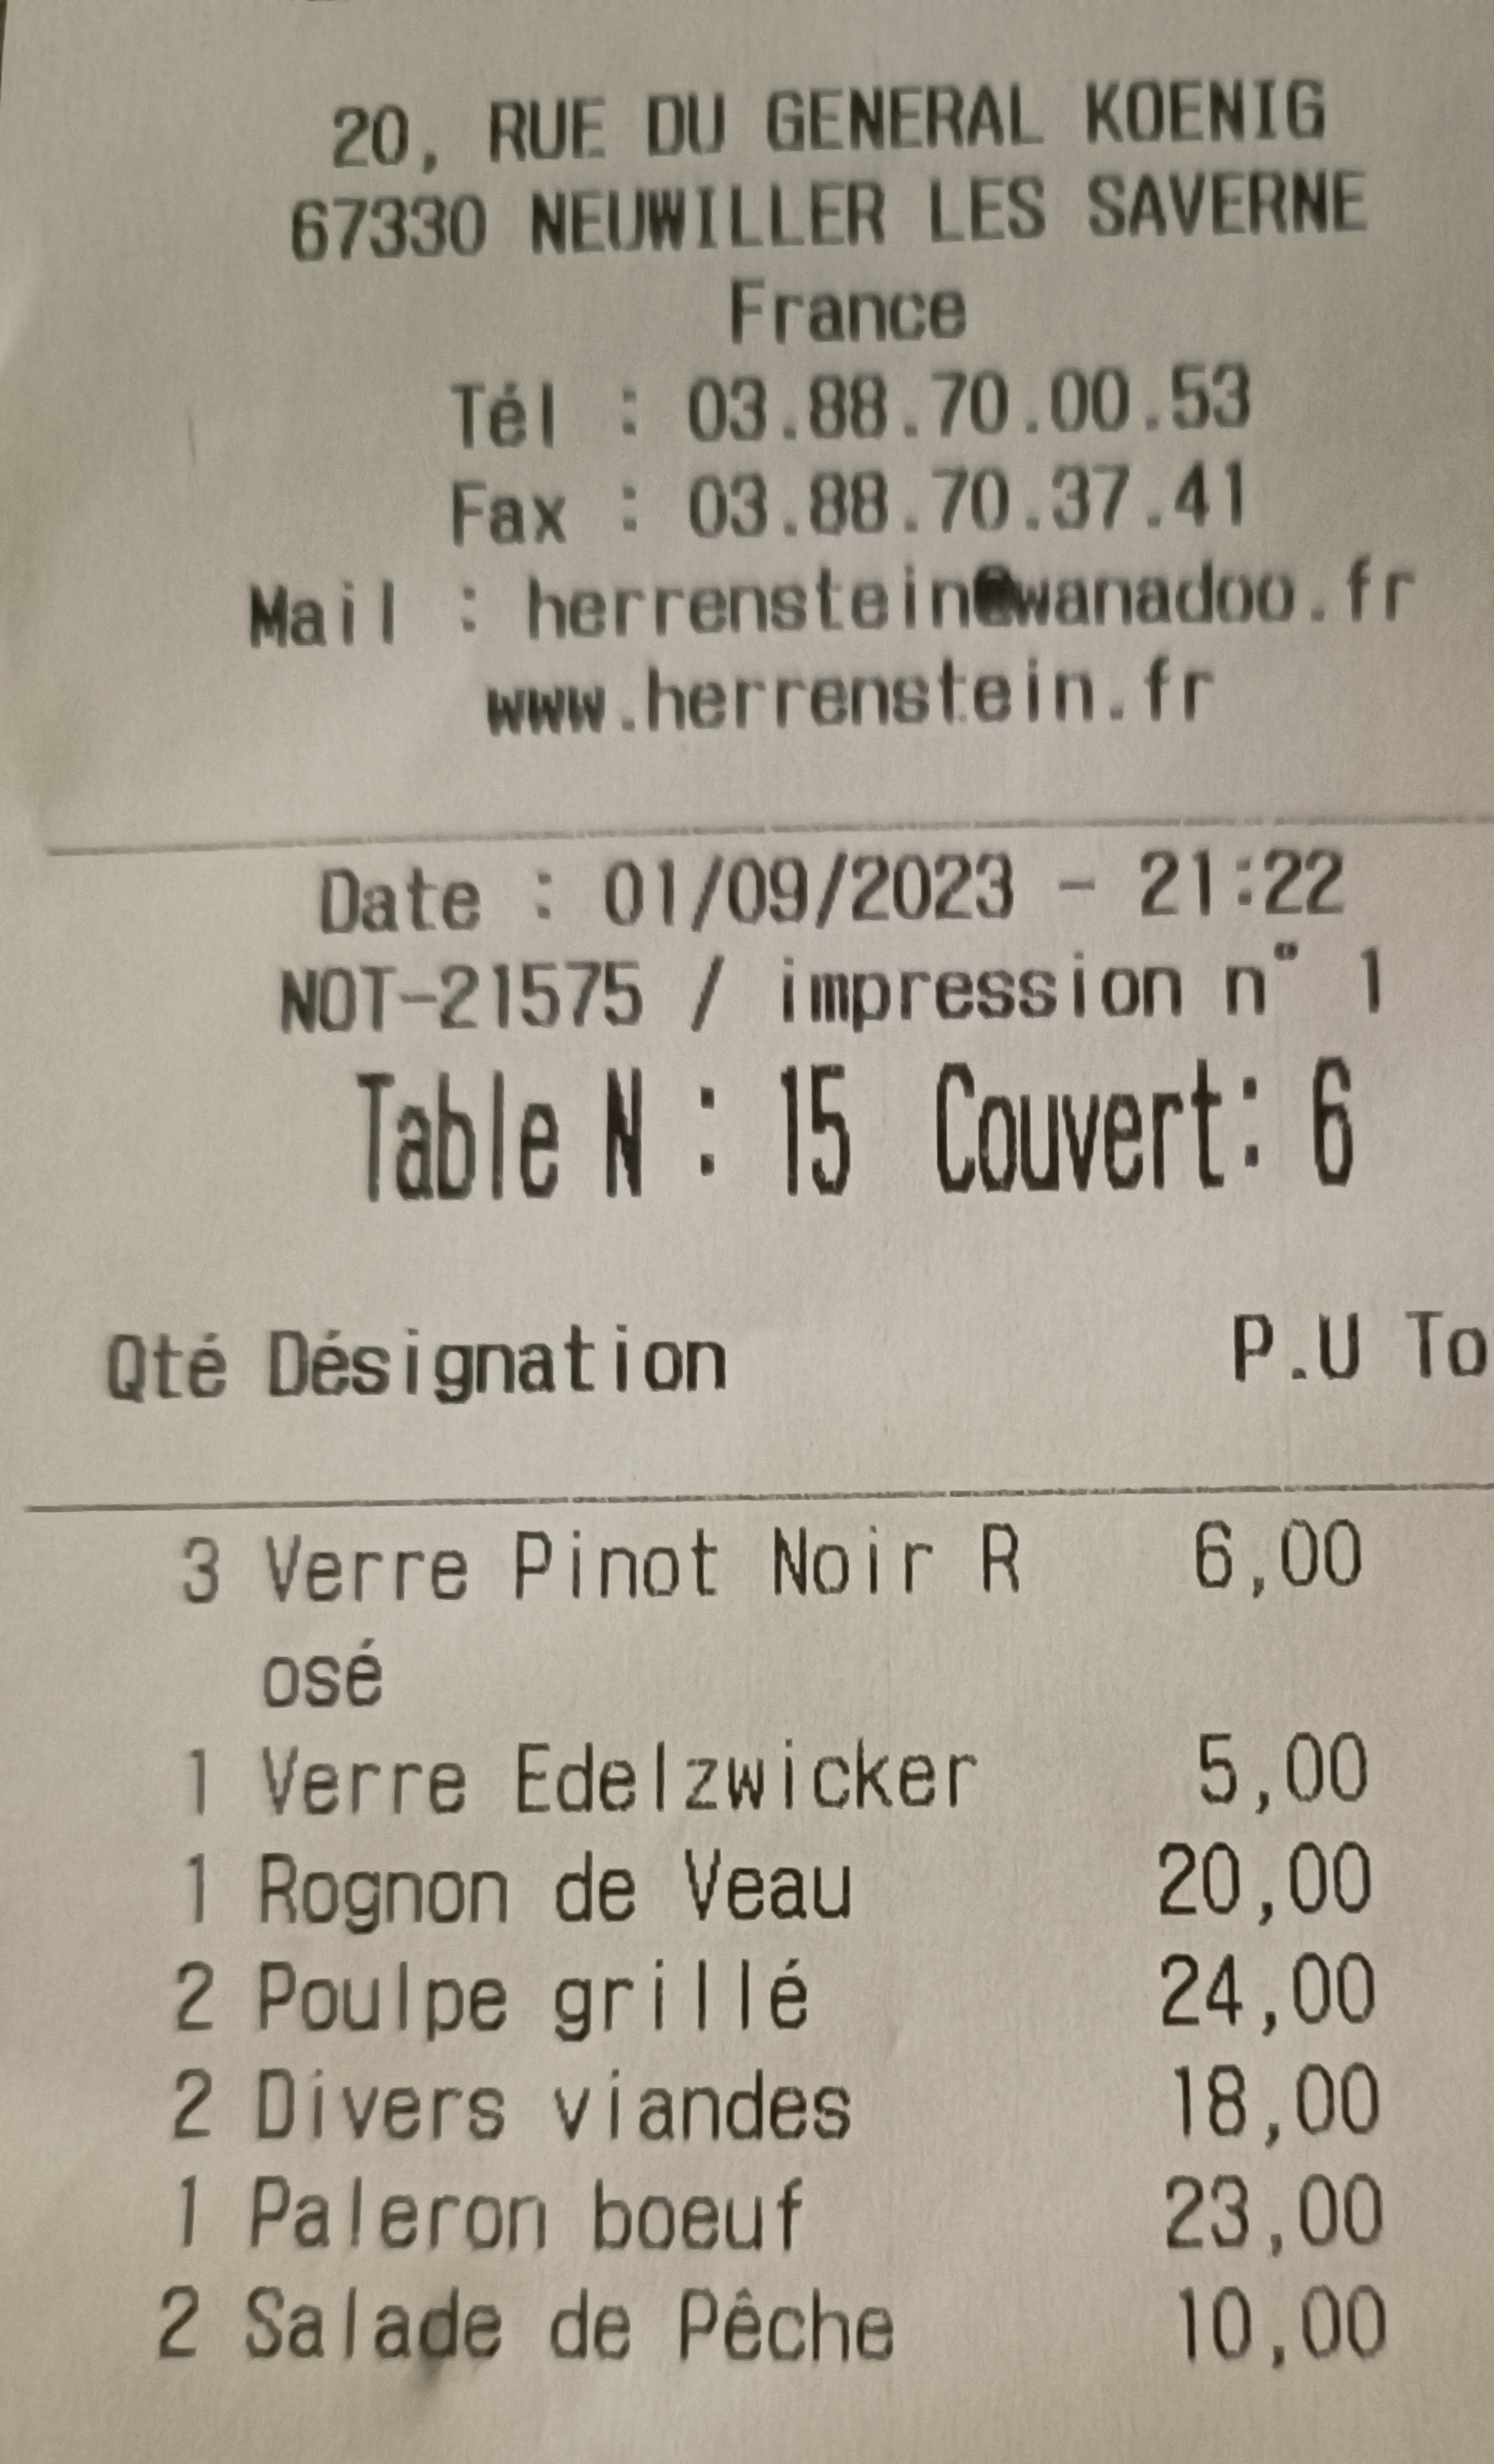 20, RUE DU GENERAL KOENIG
67330 NEUWILLER LES SAVERNE
France
Tél : 03.88.70.00.53
Fax : 03.88.70.37.41
Mail : herrenstein@wanadoo.fr
www.herrenstein.fr
Date : 01/09/2023 - 21:22
NOT-21575 / impression n° 1
Table N : 15 Couvert: 6
Qté Désignation P.U To
3 Verre Pinot Noir R 6,00
osé
1 Verre Edelzwicker 5,00
1 Rognon de Veau 20,00
2 Poulpe grillé 24,00
2 Divers viandes 18,00
1 Paleron boeuf 23,00
2 Salade de Pêche 10,00